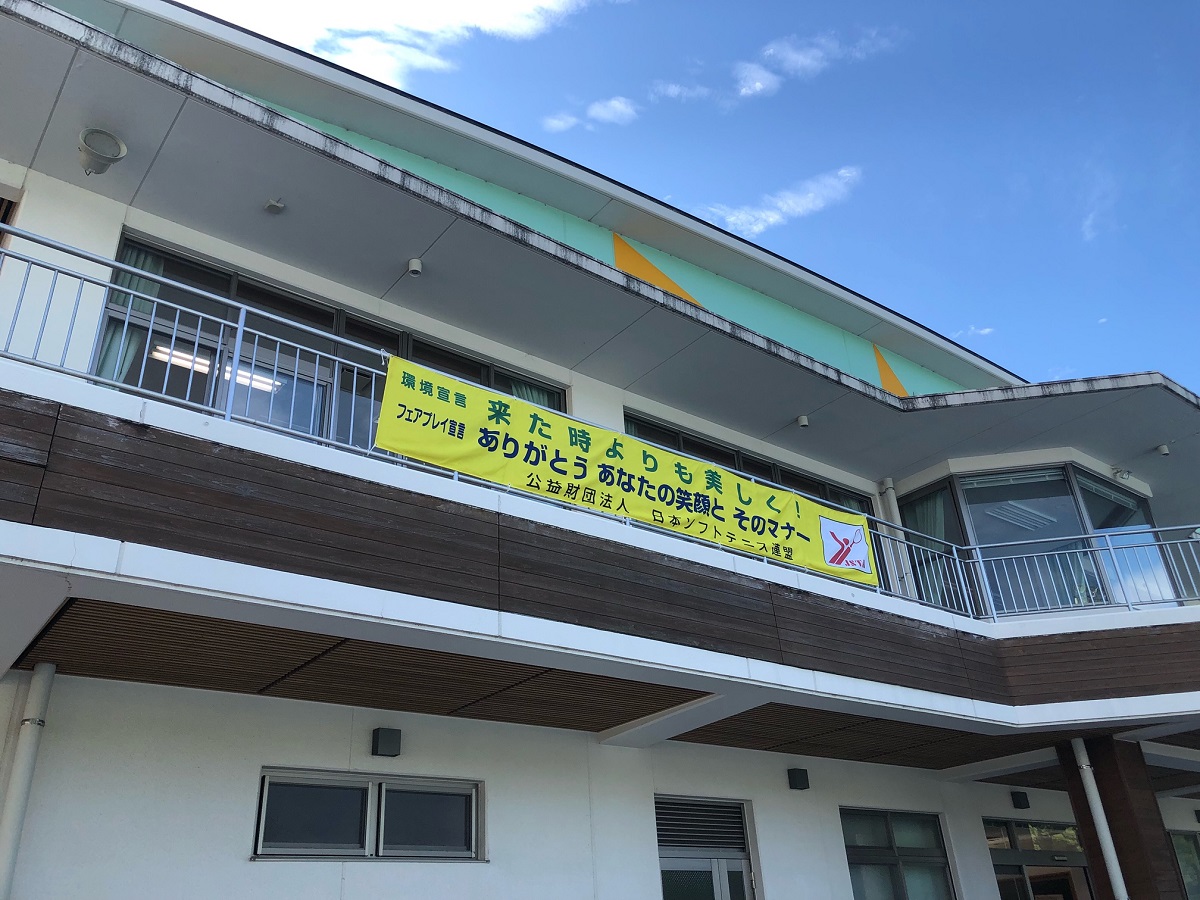 環境宣言 来た時よりも美しく!
フェアプレイ宣言 ありがとう あなたの笑顔と そのマナー
公益財団法人 日本ソフトテニス連盟